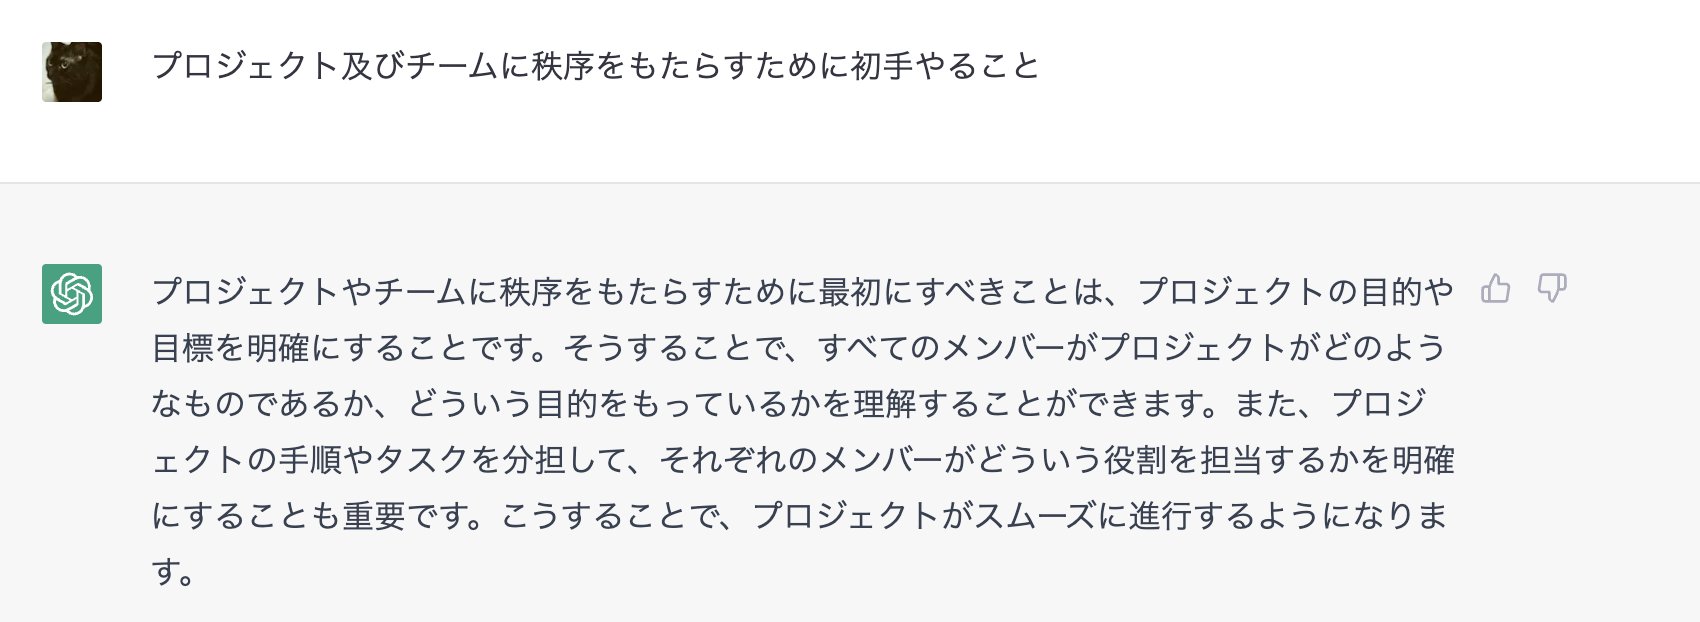 プロジェクト及びチームに秩序をもたらすために初手やること
プロジェクトやチームに秩序をもたらすために最初にすべきことは、プロジェクトの目的や
目標を明確にすることです。そうすることで、すべてのメンバーがプロジェクトがどのよう
なものであるか、どういう目的をもっているかを理解することができます。また、プロジ
ェクトの手順やタスクを分担して、それぞれのメンバーがどういう役割を担当するかを明確
にすることも重要です。こうすることで、プロジェクトがスムーズに進行するようになりま
す。